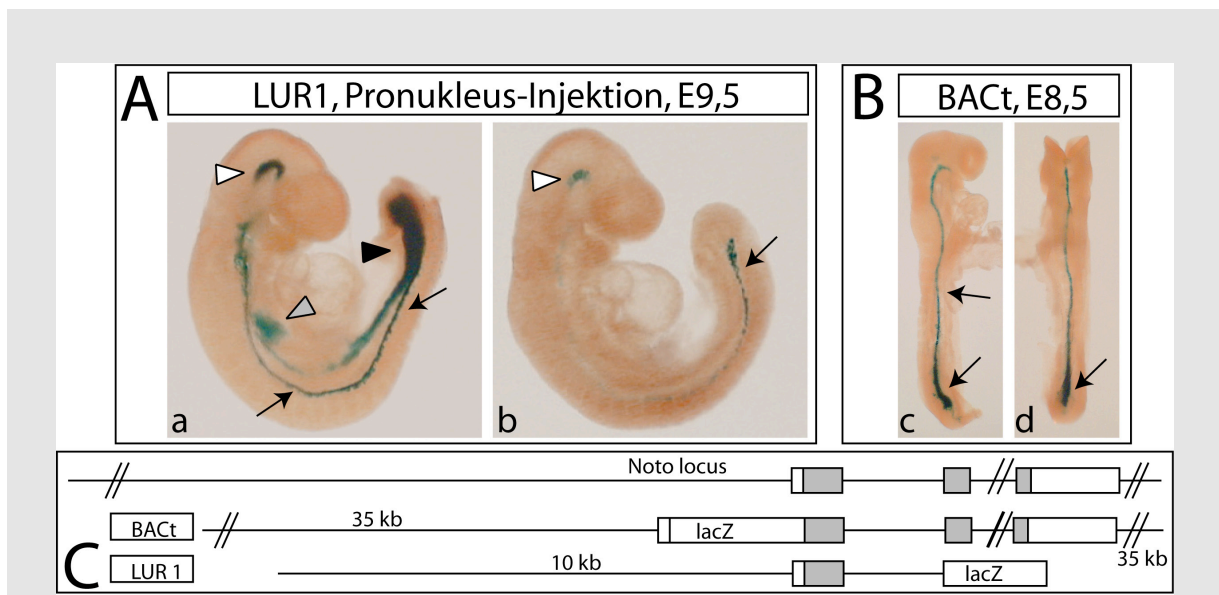 A
LUR1, Pronukleus-Injektion, E9,5
B
BACt, E8,5
a
b
c
d
Noto locus
BACt
35 kb
lacZ
C
LUR 1
10 kb
lacZ
35 kb